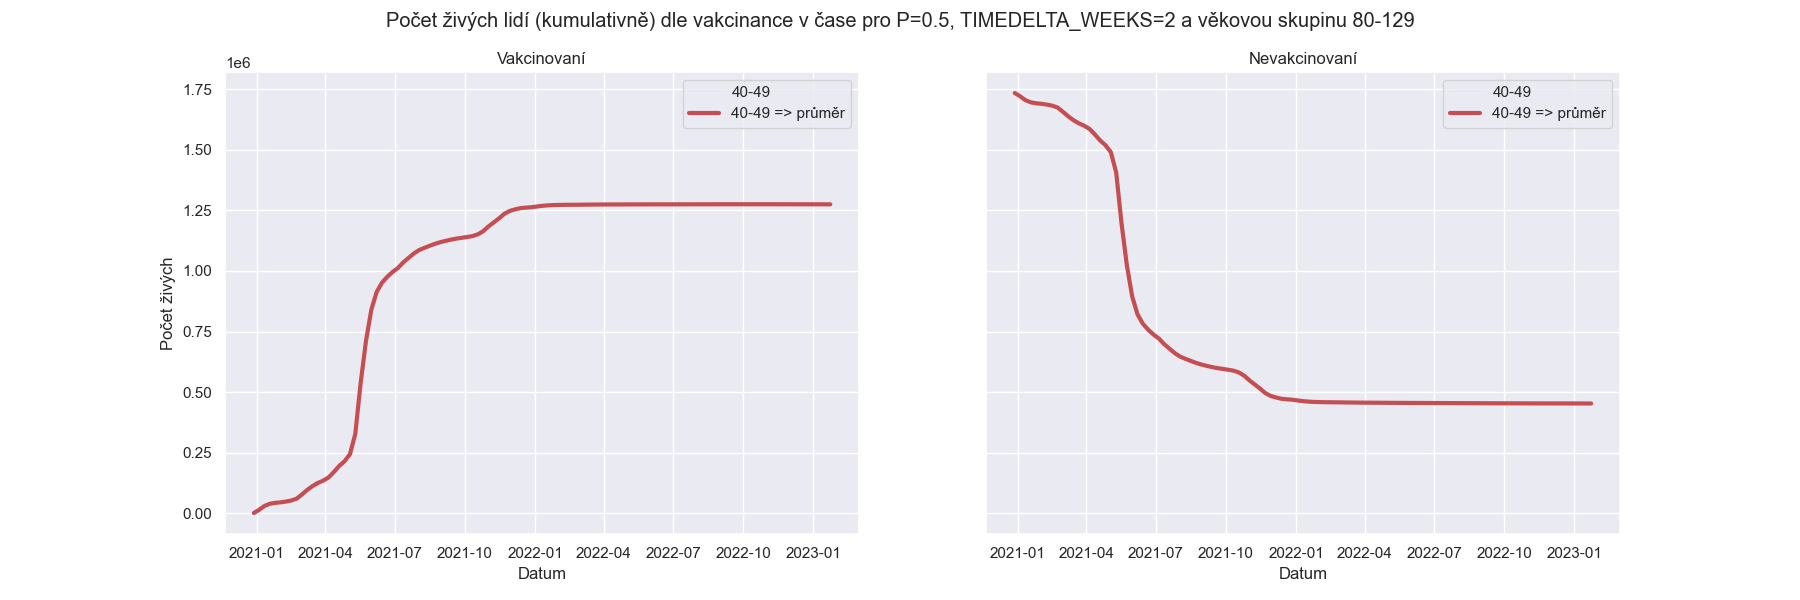 Počet živých lidí (kumulativně) dle vakcinance v čase pro P=0.5, TIMEDELTA_WEEKS=2 a věkovou skupinu 80-129
Vakcinovaní
1e6
40-49
40-49 => průměr
1.75
1.50
1.25
1.00
0.75
0.50
0.25
0.00
Počet živých
2021-01 2021-04 2021-07 2021-10 2022-01 2022-04 2022-07 2022-10 2023-01
Datum
Nevakcinovaní
40-49
40-49 => průměr
2021-01 2021-04 2021-07 2021-10 2022-01 2022-04 2022-07 2022-10 2023-01
Datum